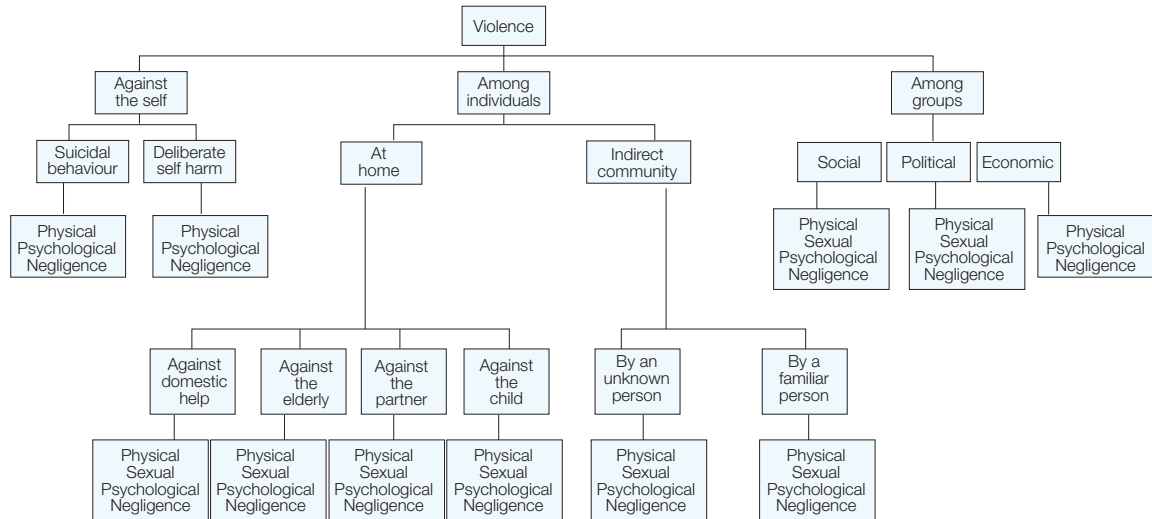 Violence
Against
the self
Among
individuals
Among
groups
Suicidal
behaviour
Deliberate
self harm
At
home
Indirect
community
Social
Political
Economic
Physical
Psychological
Negligence
Physical
Psychological
Negligence
Physical
Sexual
Psychological
Negligence
Physical
Sexual
Psychological
Negligence
Physical
Psychological
Negligence
Against
domestic
help
Against
the
elderly
Against
the
partner
Against
the
child
By an
unknown
person
By a
familiar
person
Physical
Sexual
Psychological
Negligence
Physical
Sexual
Psychological
Negligence
Physical
Sexual
Psychological
Negligence
Physical
Sexual
Psychological
Negligence
Physical
Sexual
Psychological
Negligence
Physical
Sexual
Psychological
Negligence